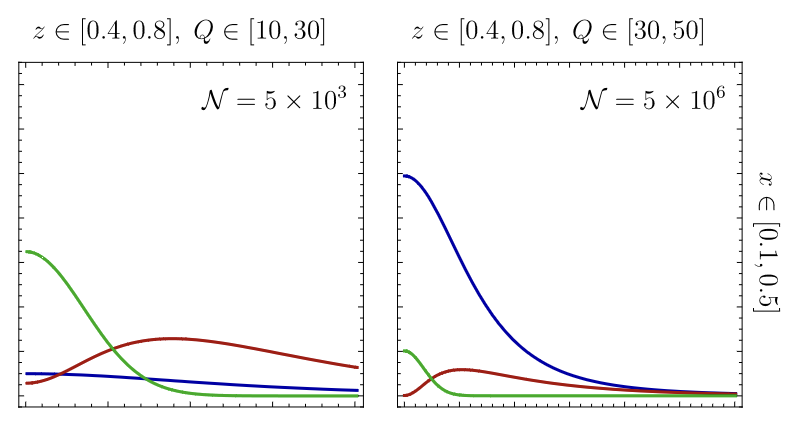 z ∈ [0.4, 0.8], Q ∈ [10, 30]
z ∈ [0.4, 0.8], Q ∈ [30, 50]
𝒩 = 5 × 10³
𝒩 = 5 × 10⁶
x ∈ [0.1, 0.5]